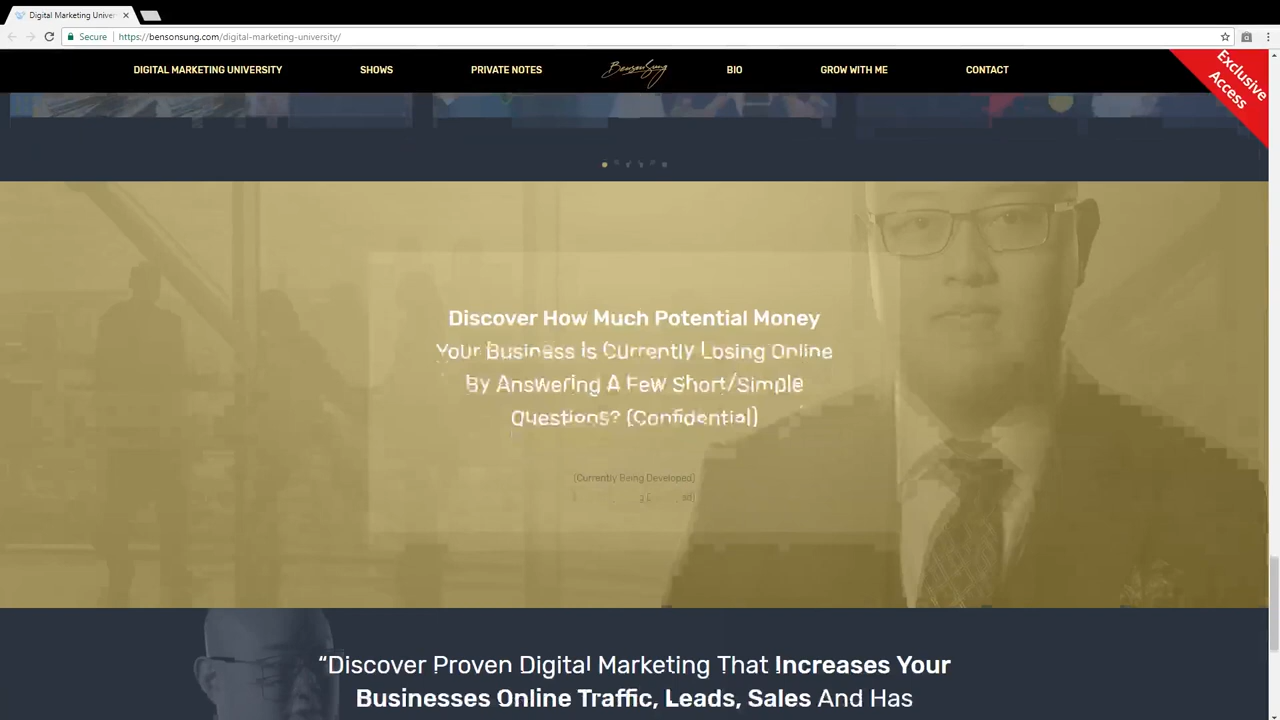 Digital Marketing Univer
Secure
https://bensonsung.com/digital-marketing-university/
DIGITAL MARKETING UNIVERSITY
SHOWS
PRIVATE NOTES
BensonSung
BIO
GROW WITH ME
CONTACT
Exclusive
Access
Discover How Much Potential Money
Your Business Is Currently Losing Online
By Answering A Few Short/Simple
Questions? (Confidential)
(Currently Being Developed)
“Discover Proven Digital Marketing That Increases Your
Businesses Online Traffic, Leads, Sales And Has